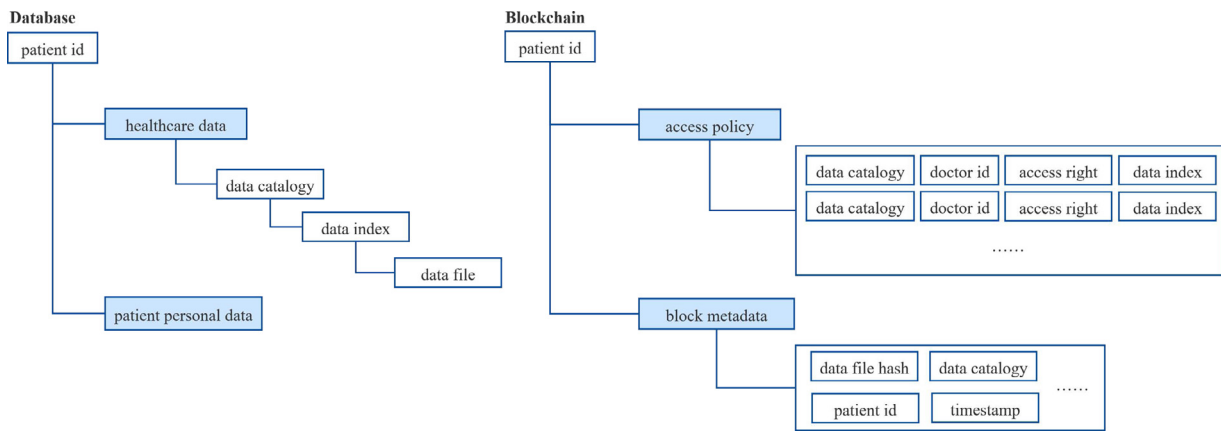 Database
patient id
healthcare data
data catalogy
data index
data file
patient personal data
Blockchain
patient id
access policy
data catalogy doctor id access right data index
data catalogy doctor id access right data index
......
block metadata
data file hash data catalogy ......
patient id timestamp